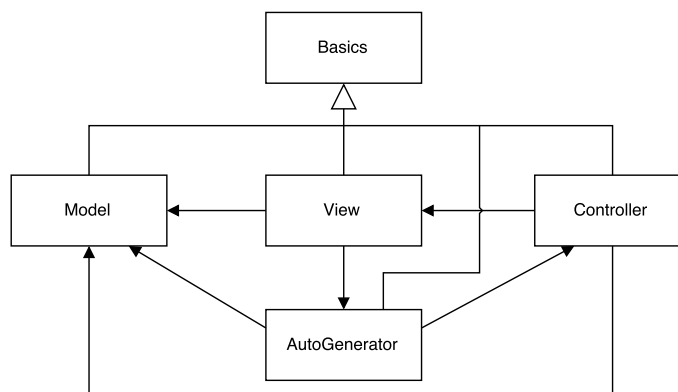 Basics
Model
View
Controller
AutoGenerator